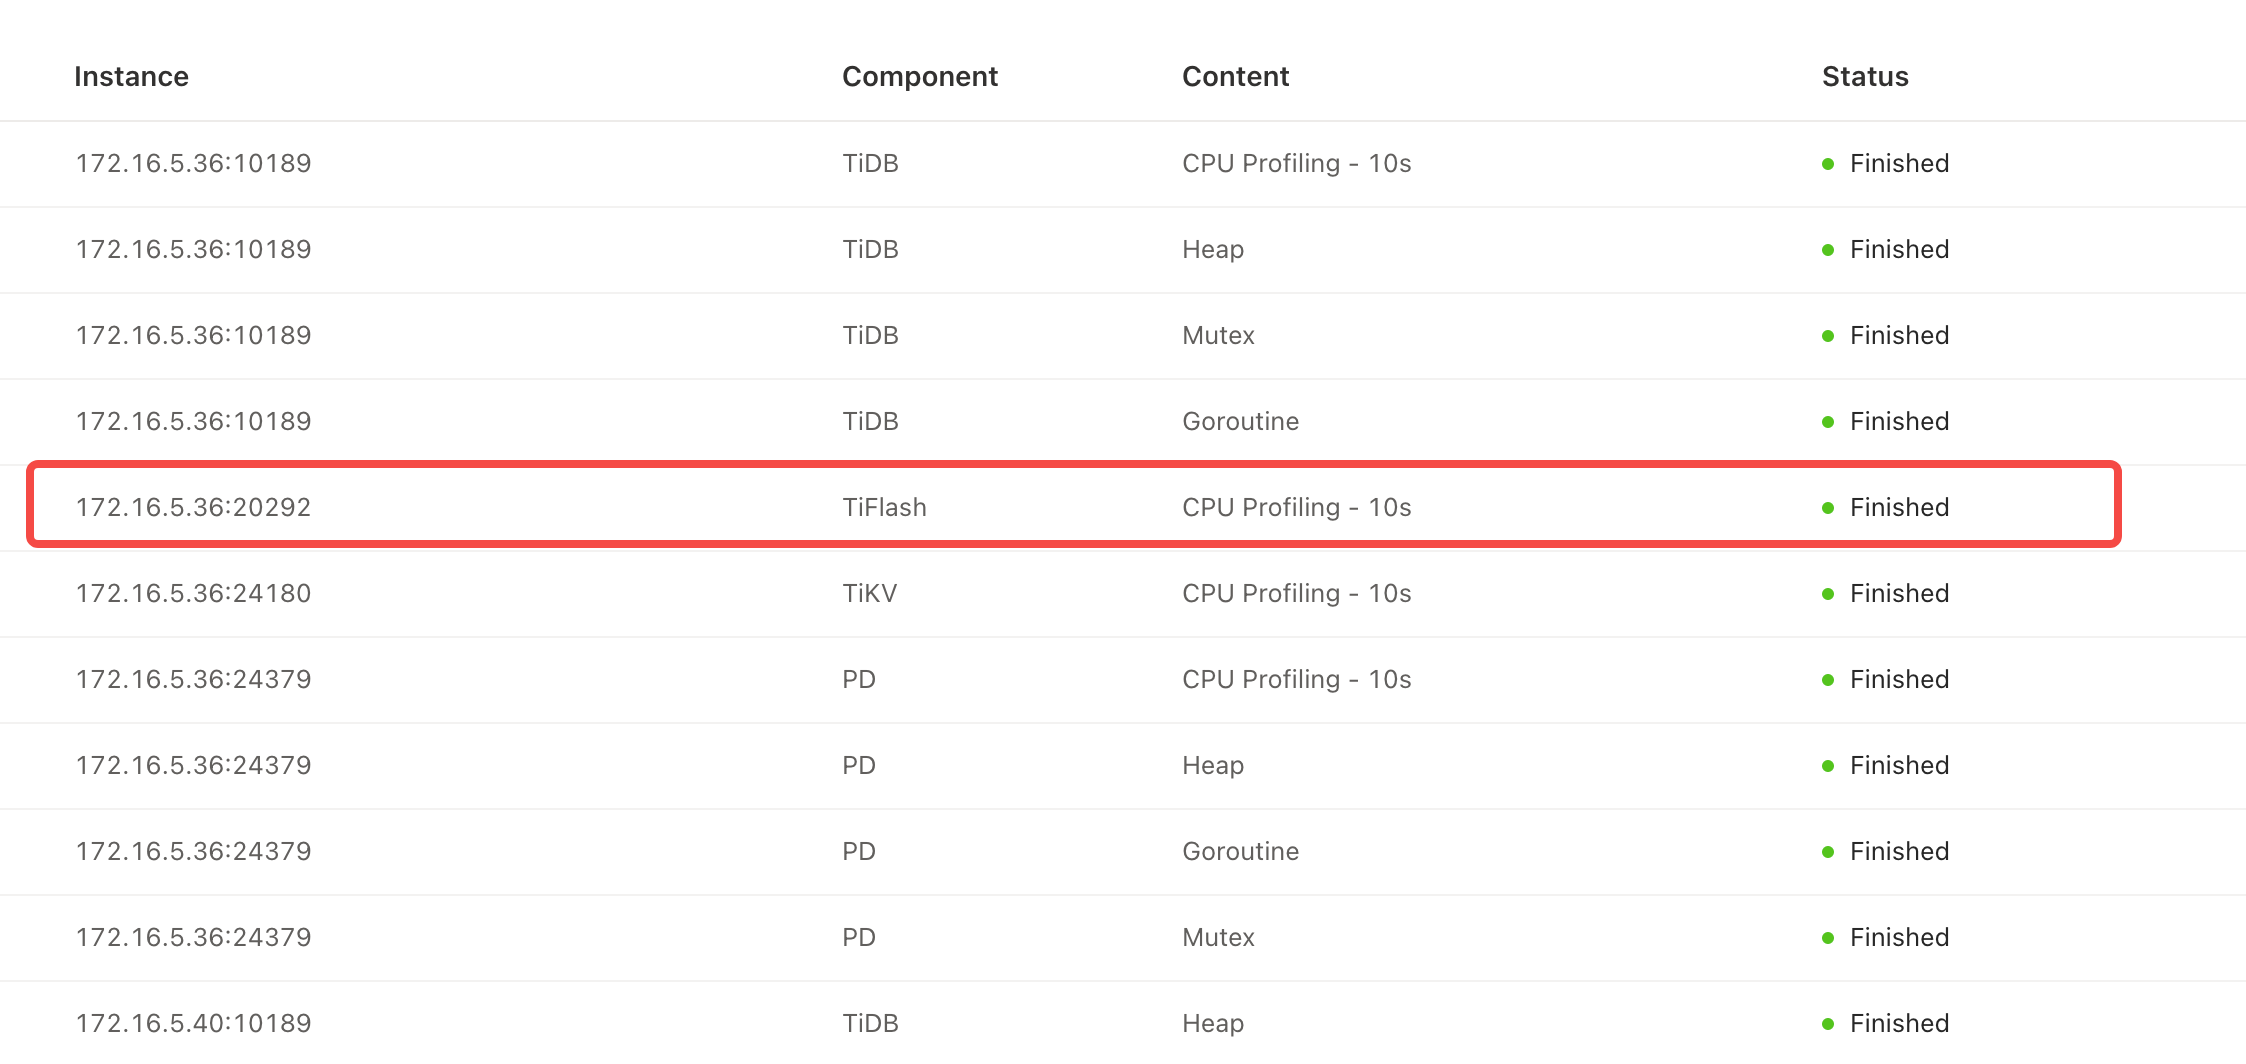 Instance Component Content Status
172.16.5.36:10189 TiDB CPU Profiling - 10s Finished
172.16.5.36:10189 TiDB Heap Finished
172.16.5.36:10189 TiDB Mutex Finished
172.16.5.36:10189 TiDB Goroutine Finished
172.16.5.36:20292 TiFlash CPU Profiling - 10s Finished
172.16.5.36:24180 TiKV CPU Profiling - 10s Finished
172.16.5.36:24379 PD CPU Profiling - 10s Finished
172.16.5.36:24379 PD Heap Finished
172.16.5.36:24379 PD Goroutine Finished
172.16.5.36:24379 PD Mutex Finished
172.16.5.40:10189 TiDB Heap Finished